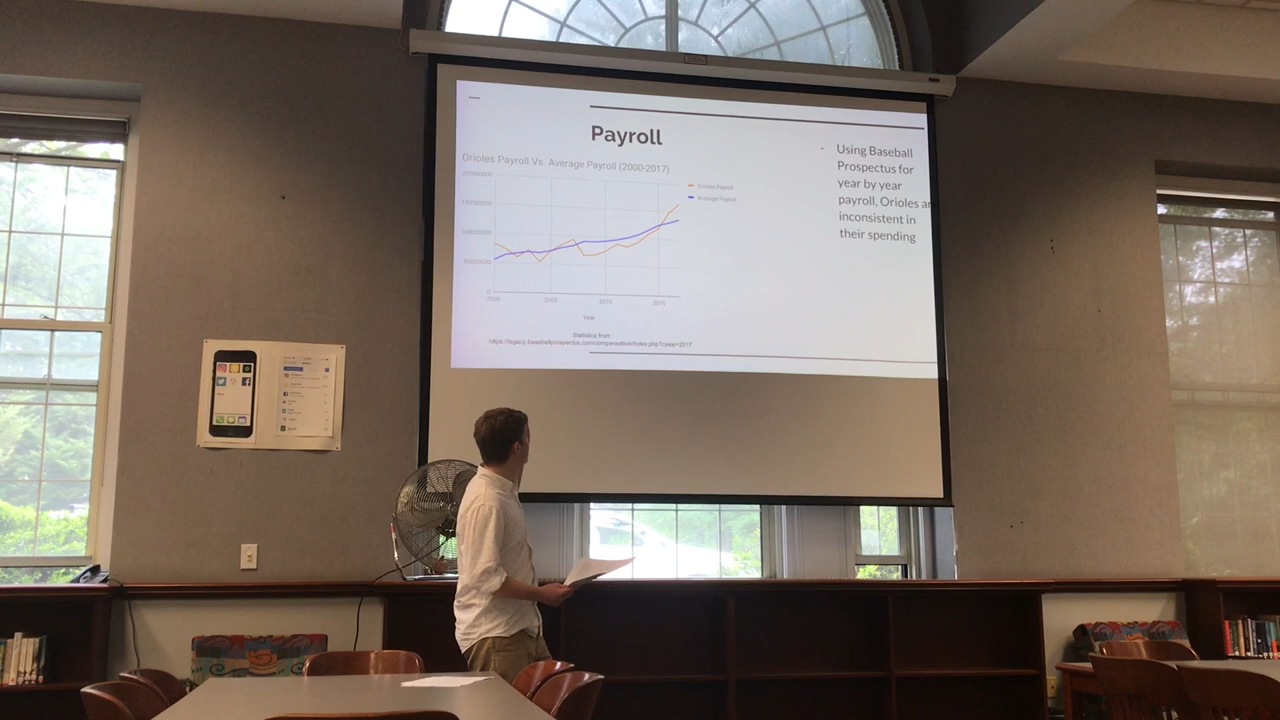 Payroll
Orioles Payroll Vs. Average Payroll (2000-2017)
200000000
150000000
100000000
50000000
0
2000
2005
2010
2015
Year
Orioles Payroll
Average Payroll
Statistics from :
https://legacy.baseballprospectus.com/compensation/index.php?cyear=2017
- Using Baseball
Prospectus for
year by year
payroll, Orioles ar
inconsistent in
their spending